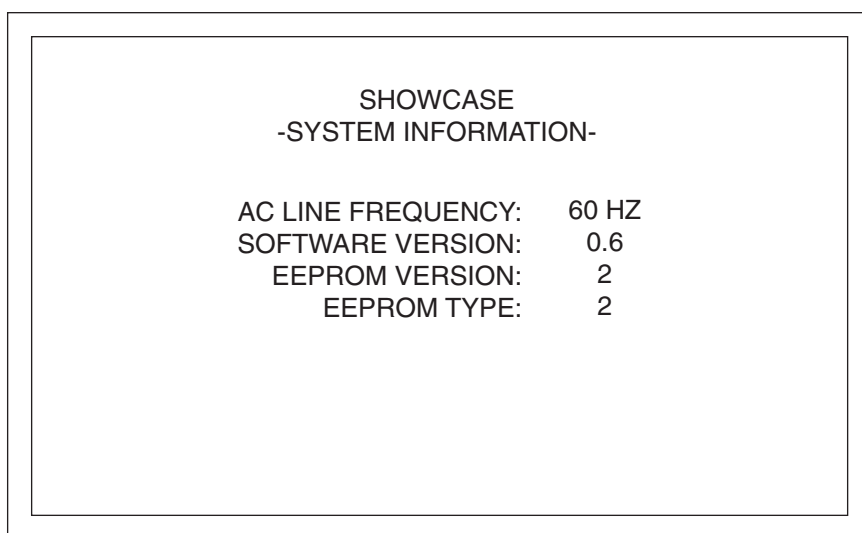 SHOWCASE
-SYSTEM INFORMATION-
AC LINE FREQUENCY: 60 HZ
SOFTWARE VERSION: 0.6
EEPROM VERSION: 2
EEPROM TYPE: 2